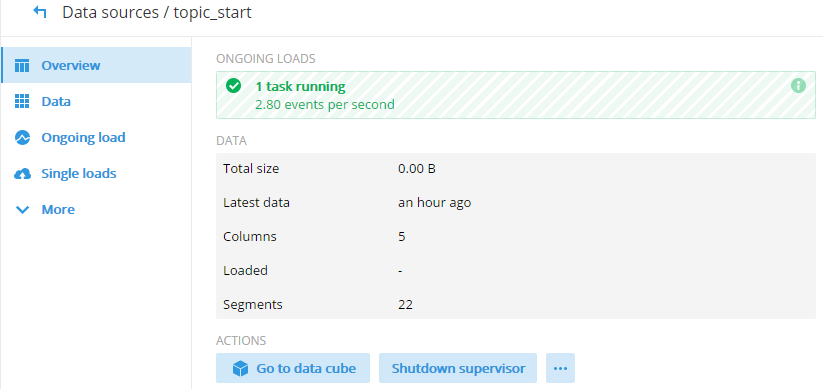 Data sources / topic_start
Overview
Data
Ongoing load
Single loads
More
ONGOING LOADS
1 task running
2.80 events per second
DATA
Total size 0.00 B
Latest data an hour ago
Columns 5
Loaded -
Segments 22
ACTIONS
Go to data cube Shutdown supervisor ...